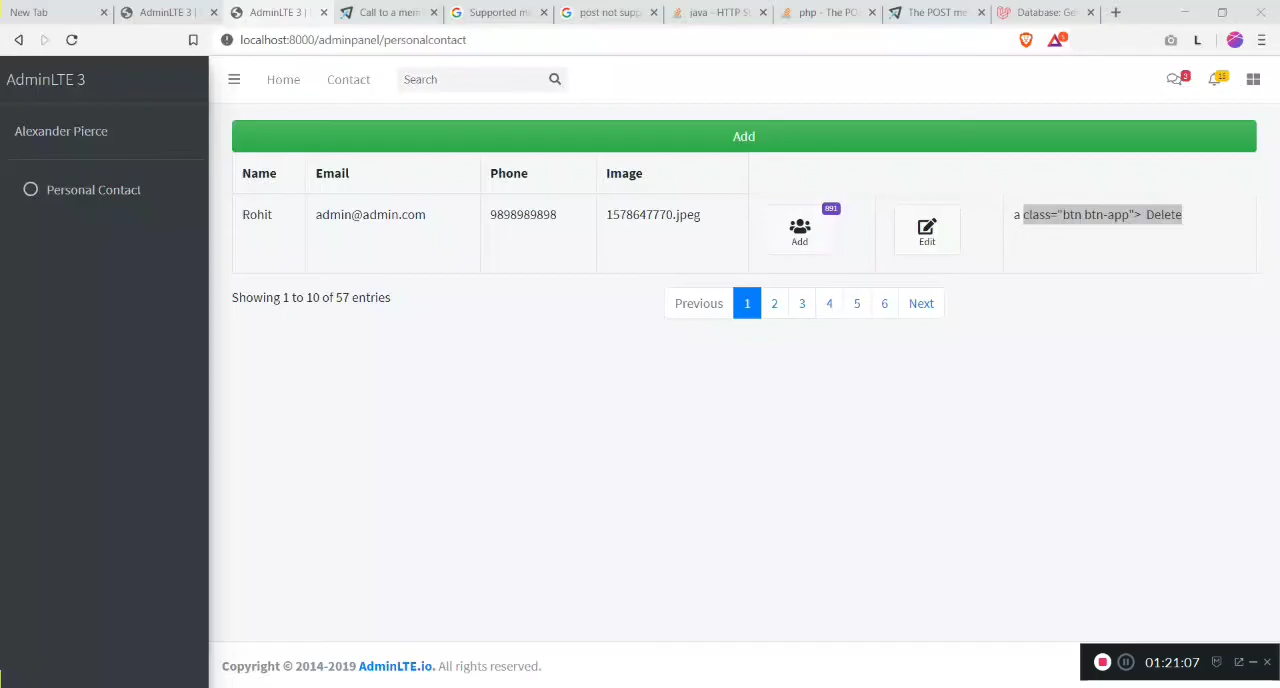 New Tab AdminLTE 3 | AdminLTE 3 | Call to a mem Supported m post not supp java - HTTP S php - The PO The POST me Database: Ge
localhost:8000/adminpanel/personalcontact L
AdminLTE 3 Home Contact Search 3 15
Alexander Pierce
Personal Contact
Add
Name Email Phone Image
Rohit admin@admin.com 9898989898 1578647770.jpeg 891 Add Edit a class="btn btn-app"> Delete
Showing 1 to 10 of 57 entries Previous 1 2 3 4 5 6 Next
Copyright © 2014-2019 AdminLTE.io. All rights reserved.
01:21:07